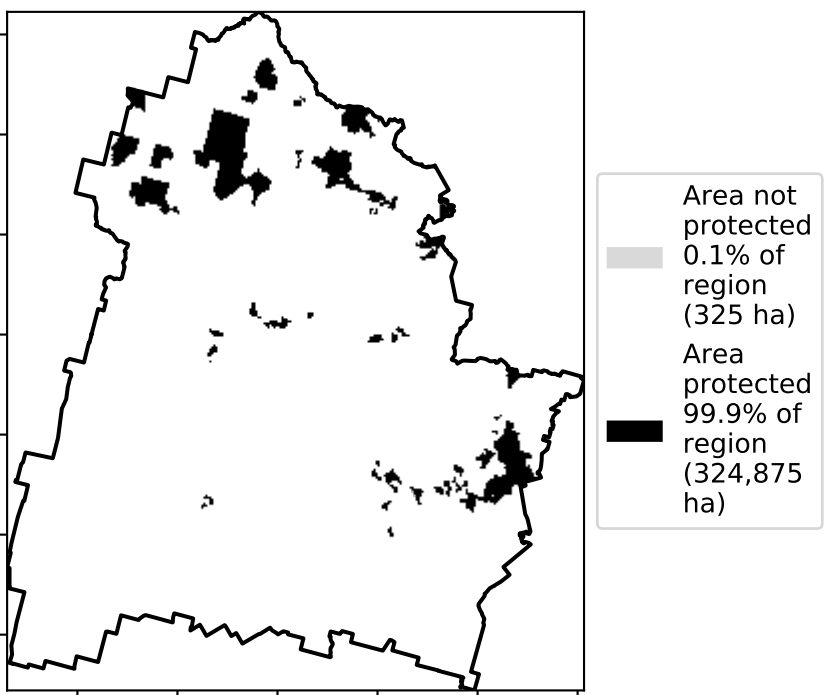 Area not
protected
0.1% of
region
(325 ha)
Area
protected
99.9% of
region
(324,875
ha)